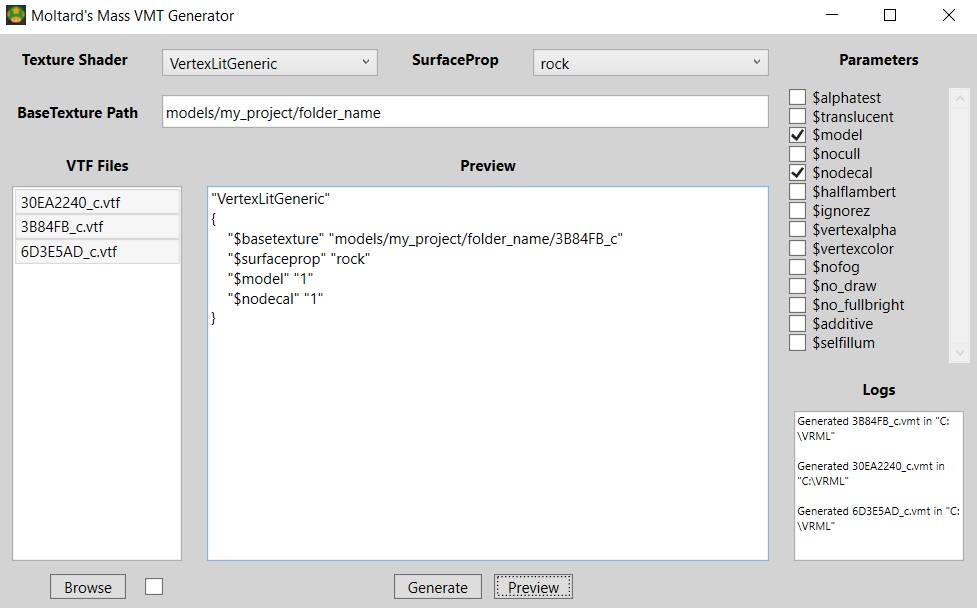 Moltard's Mass VMT Generator
Texture Shader
VertexLitGeneric
SurfaceProp
rock
BaseTexture Path
models/my_project/folder_name
VTF Files
30EA2240_c.vtf
3B84FB_c.vtf
6D3E5AD_c.vtf
Preview
"VertexLitGeneric"
{
"$basetexture" "models/my_project/folder_name/3B84FB_c"
"$surfaceprop" "rock"
"$model" "1"
"$nodecal" "1"
}
Parameters
$alphatest
$translucent
$model
$nocull
$nodecal
$halflambert
$ignorez
$vertexalpha
$vertexcolor
$nofog
$no_draw
$no_fullbright
$additive
$selfillum
Logs
Generated 3B84FB_c.vmt in "C:
\VRML"
Generated 30EA2240_c.vmt in
"C:\VRML"
Generated 6D3E5AD_c.vmt in "C:
\VRML"
Browse
Generate
Preview